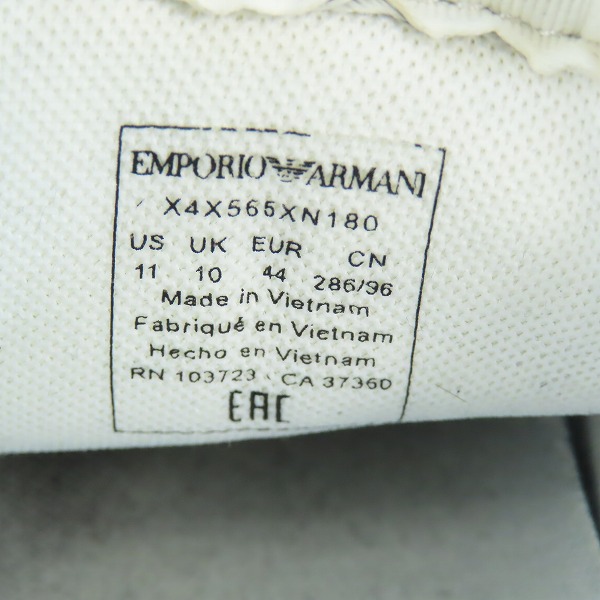 EMPORIO ARMANI
X4X565XN180
US UK EUR CN
11 10 44 286/96
Made in Vietnam
Fabriqué en Vietnam
Hecho en Vietnam
RN 103723 CA 37360
EAC